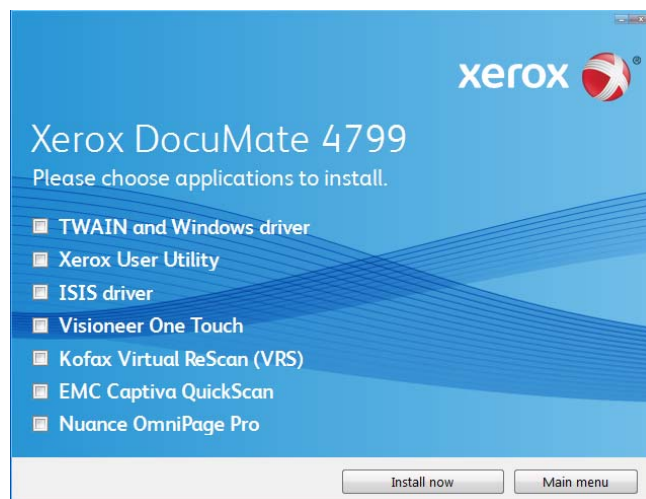 xerox ®
Xerox DocuMate 4799
Please choose applications to install.
TWAIN and Windows driver
Xerox User Utility
ISIS driver
Visioneer One Touch
Kofax Virtual ReScan (VRS)
EMC Captiva QuickScan
Nuance OmniPage Pro
Install now Main menu